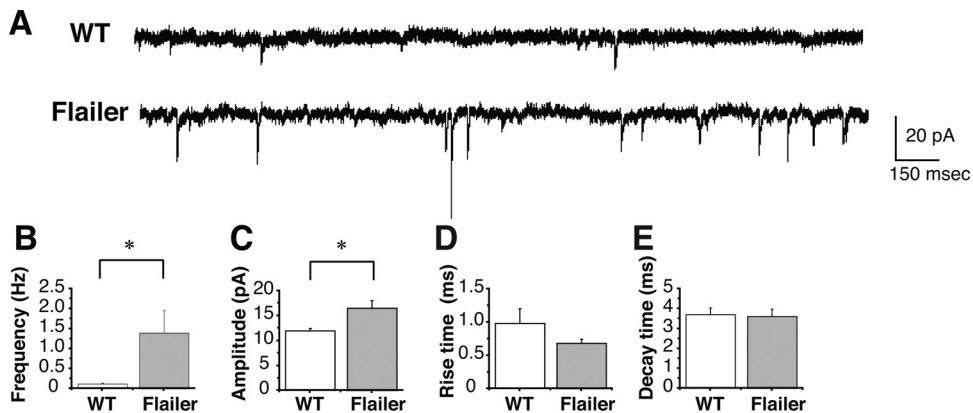 A
WT
Flailer
20 pA
150 msec
B
*
Frequency (Hz)
2.5
2.0
1.5
1.0
0.5
0
WT Flailer
C
*
Amplitude (pA)
20
15
10
5
0
WT Flailer
D
Rise time (ms)
1.5
1.0
0.5
0
WT Flailer
E
Decay time (ms)
5
4
3
2
1
0
WT Flailer